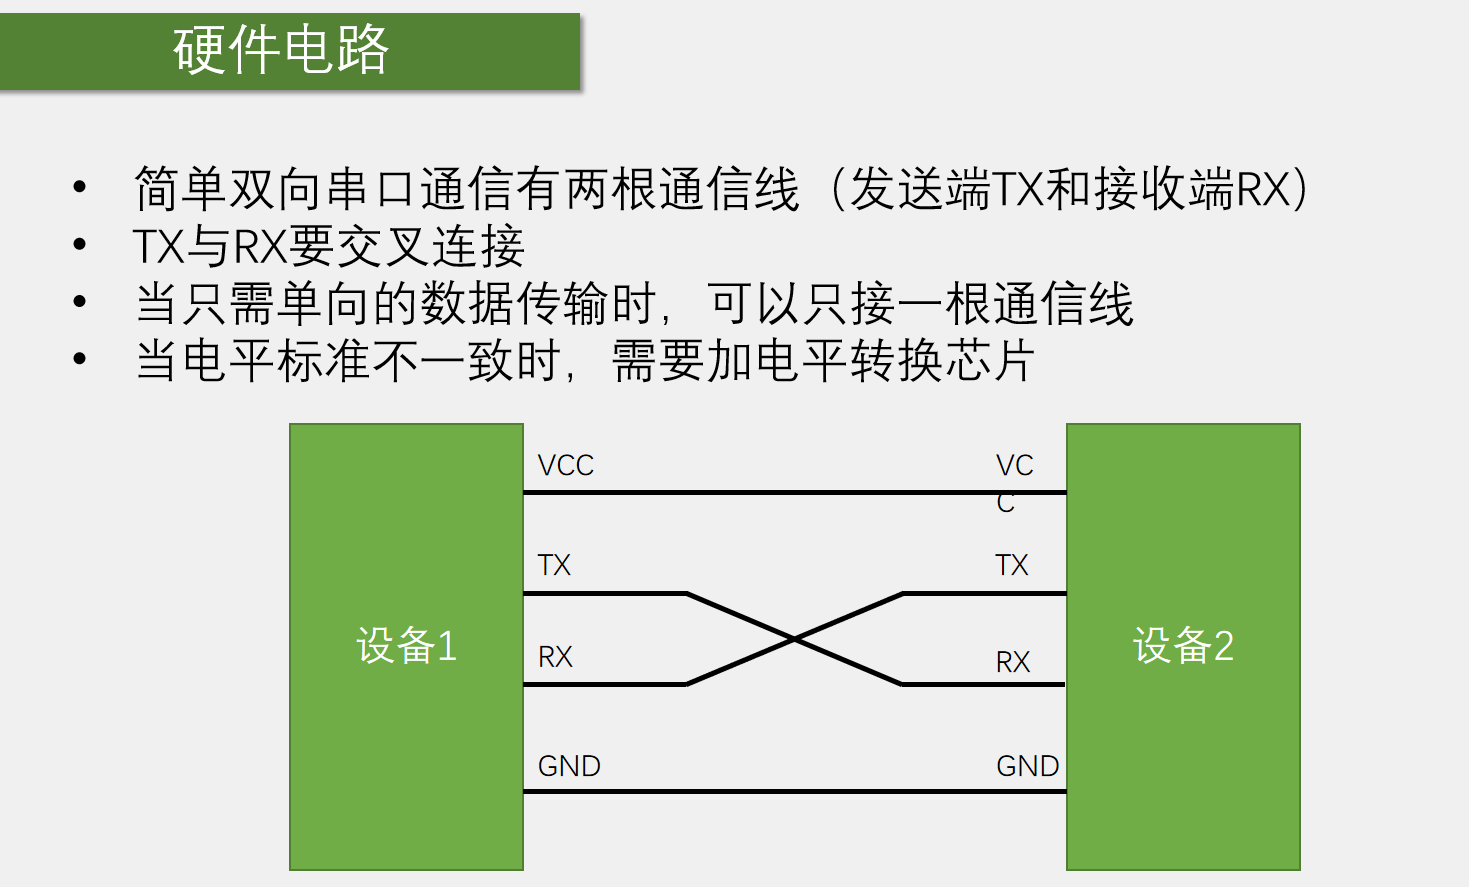 硬件电路
• 简单双向串口通信有两根通信线（发送端TX和接收端RX）
• TX与RX要交叉连接
• 当只需单向的数据传输时，可以只接一根通信线
• 当电平标准不一致时，需要加电平转换芯片
VCC
VC
C
TX
TX
设备1
RX
RX
设备2
GND
GND